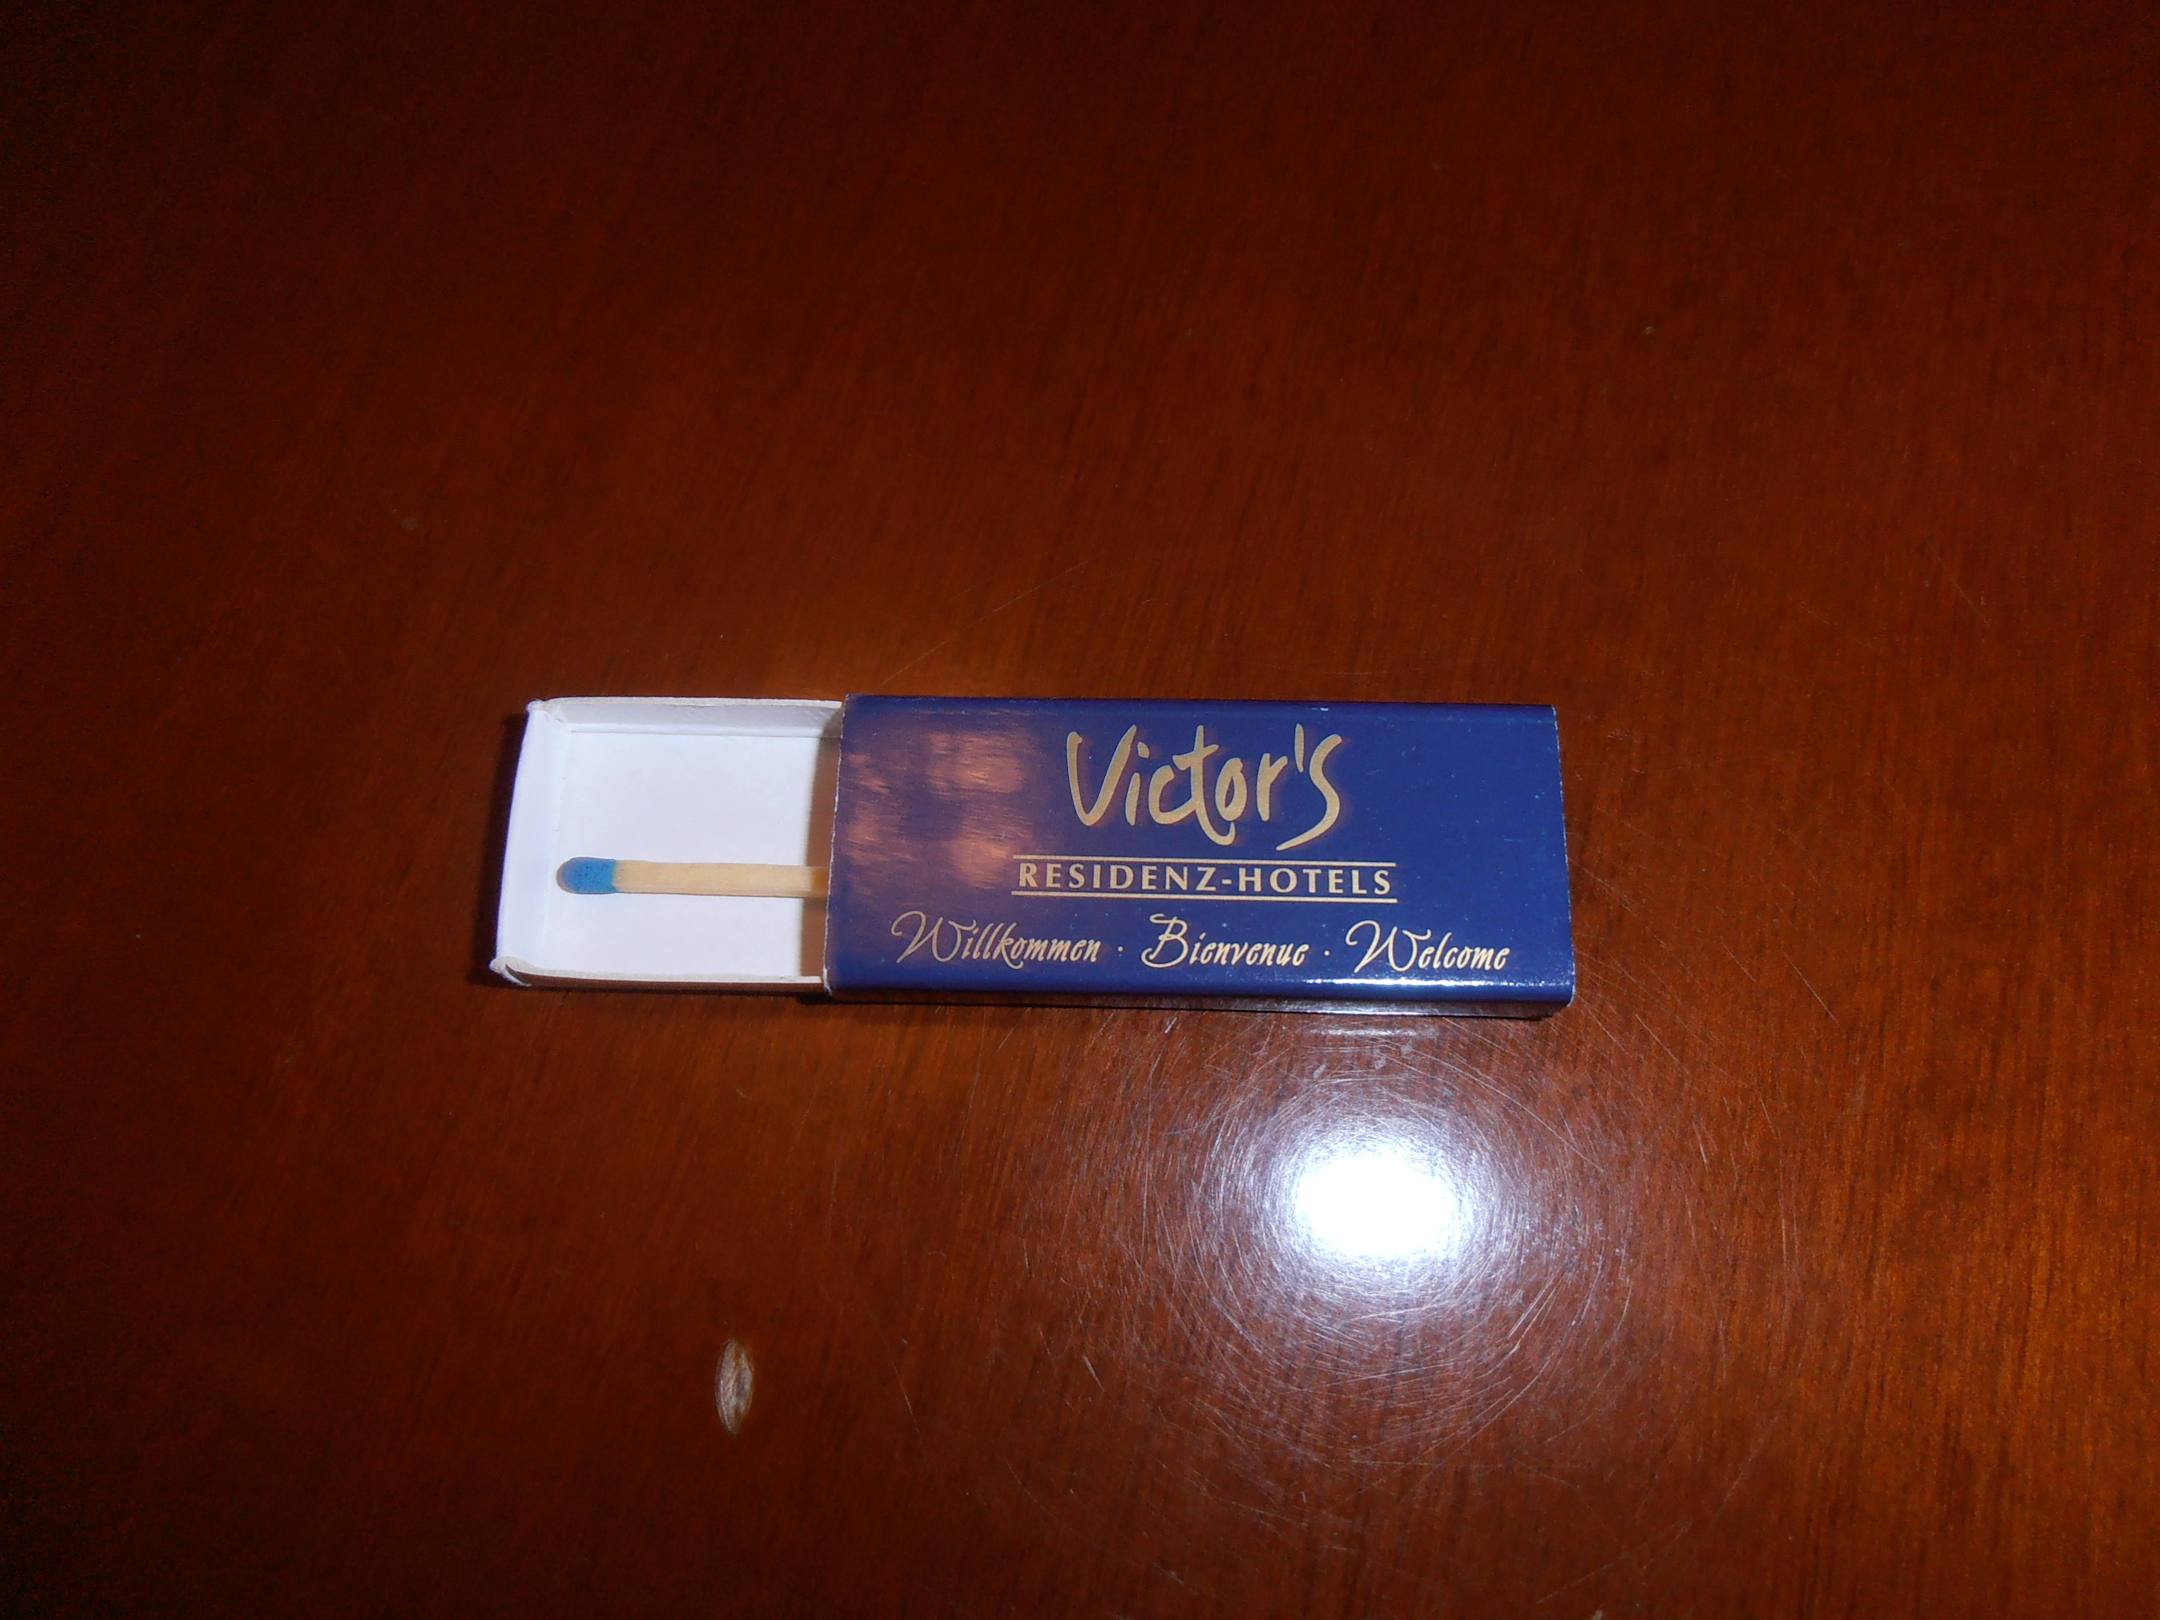 Victor's
RESIDENZ-HOTELS
Willkommen · Bienvenue · Welcome